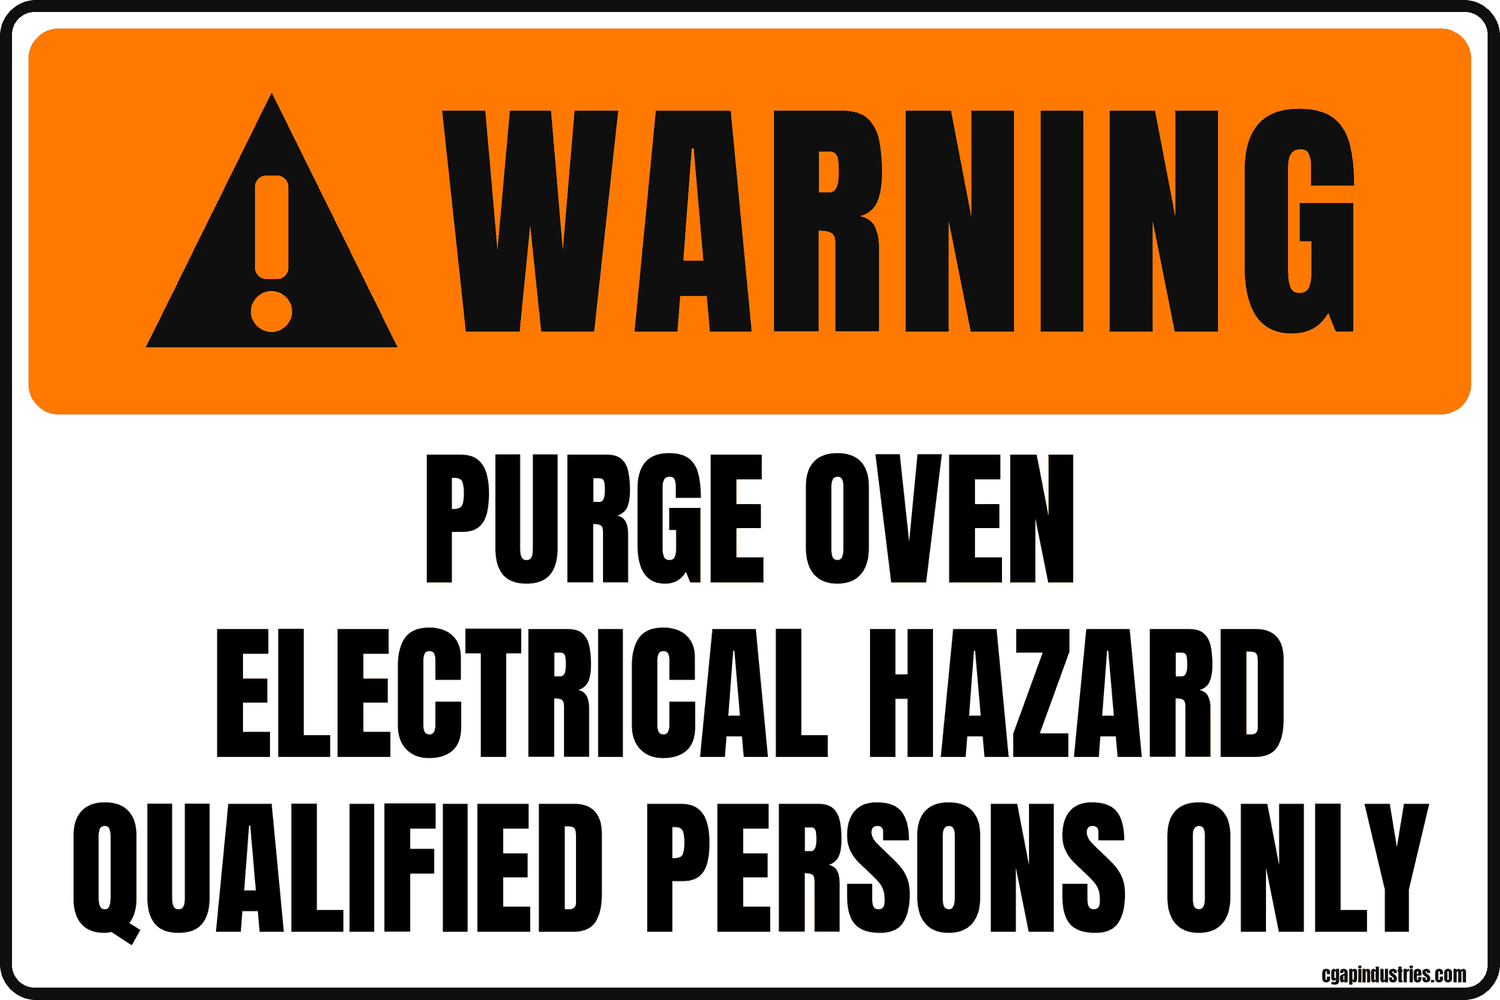 WARNING
PURGE OVEN
ELECTRICAL HAZARD
QUALIFIED PERSONS ONLY
cgapindustries.com